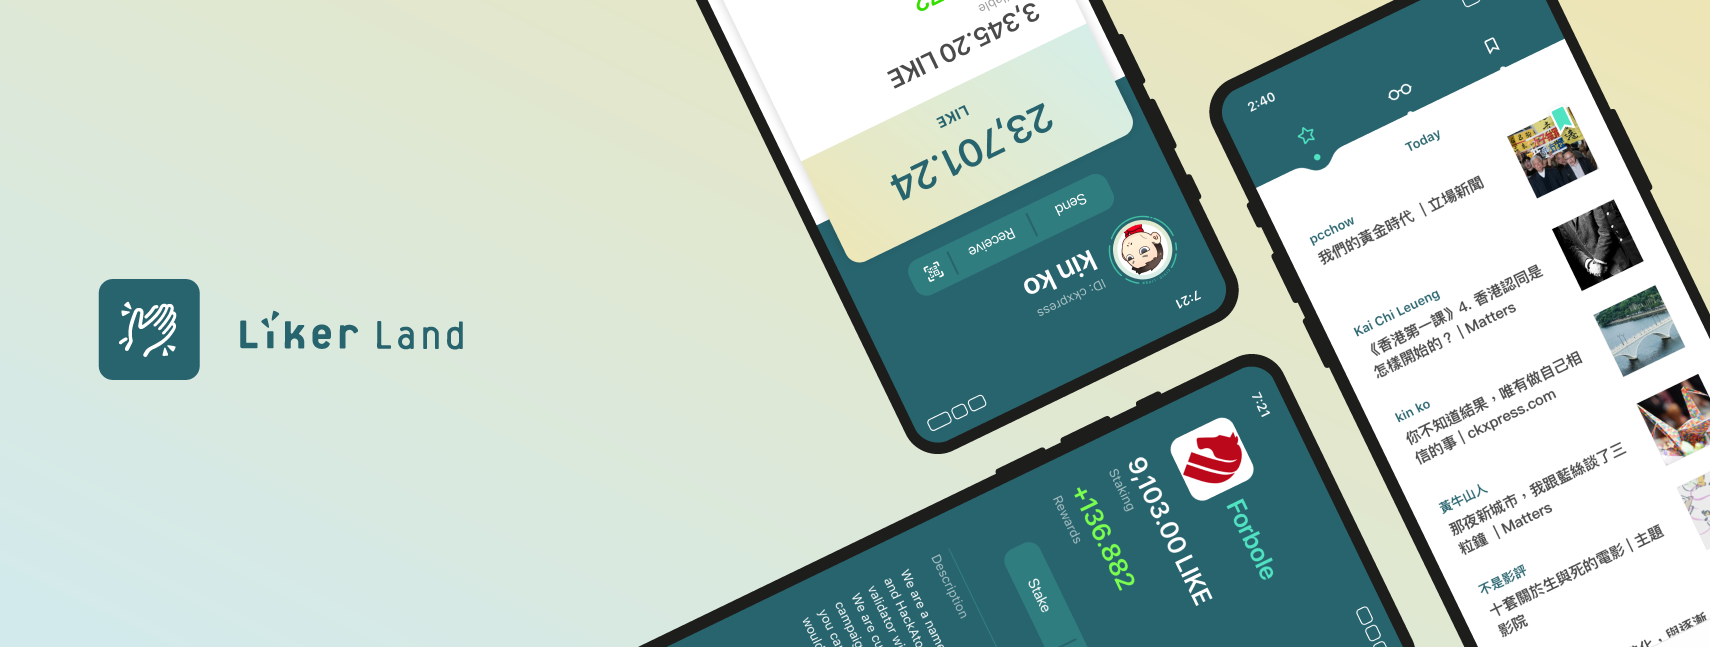 Liker Land
7:21
ID: ckxpress
kin ko
Send
Receive
23,701.24
LIKE
3,345.20 LIKE
7:21
Forbole
9,103.00 LIKE
Staking
+136.882
Rewards
Stake
Description
We are a name
and HackAto
validator wi
We are cu
campaig
you ca
woul
2:40
Today
pcchow
我們的黃金時代 | 立場新聞
Kai Chi Leueng
《香港第一課》4. 香港認同是
怎樣開始的? | Matters
kin ko
你不知道結果,唯有做自己相
信的事 | ckxpress.com
黃牛山人
那夜新城市,我跟藍絲談了三
粒鐘 | Matters
不是影評
十套關於生與死的電影 | 主題
影院
化,與逐漸